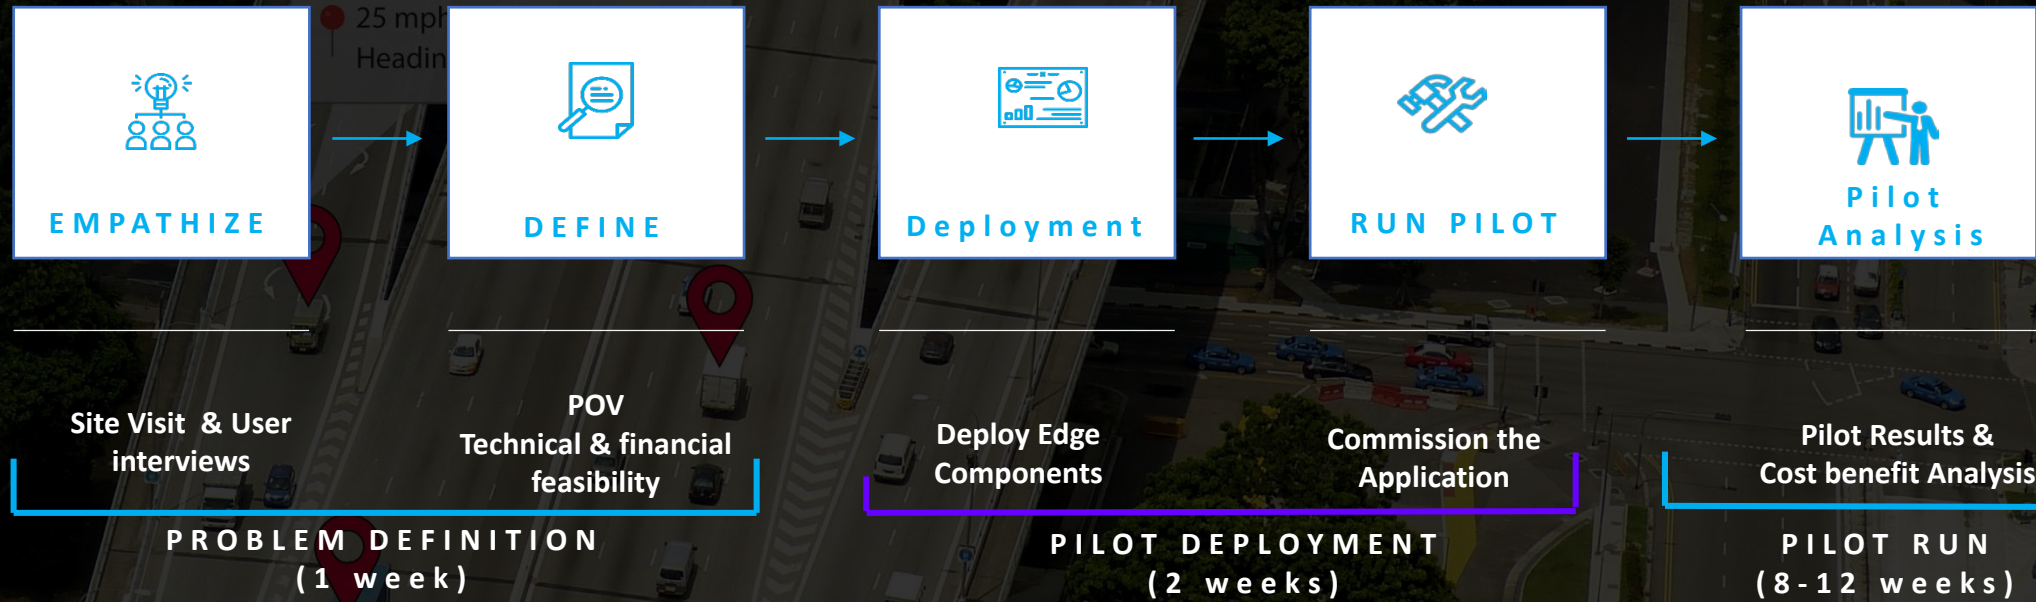 25 mph
Headin
EMPATHIZE
DEFINE
Deployment
RUN PILOT
Pilot
Analysis
Site Visit & User
interviews
POV
Technical & financial
feasibility
Deploy Edge
Components
Commission the
Application
Pilot Results &
Cost benefit Analysis
PROBLEM DEFINITION
(1 week)
PILOT DEPLOYMENT
(2 weeks)
PILOT RUN
(8-12 weeks)